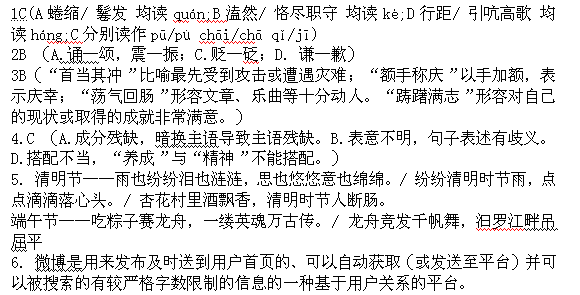 1C(A 蜷缩/ 鬈发 均读 quán;B 溘然/ 恪尽职守 均读 kè;D 行距/ 引吭高歌 均
读 háng;C 分别读作 pū/pù chāi/chā qī/jī)
2B （A.诵—颂，震—振；C.贬—砭；D. 谦—歉）
3B（“首当其冲”比喻最先受到攻击或遭遇灾难；“额手称庆”以手加额，表
示庆幸；“荡气回肠”形容文章、乐曲等十分动人。“踌躇满志”形容对自己
的现状或取得的成就非常满意。）
4.C （A.成分残缺，暗换主语导致主语残缺。B.表意不明，句子表述有歧义。
D.搭配不当，“养成”与“精神”不能搭配。）
5. 清明节——雨也纷纷泪也涟涟，思也悠悠意也绵绵。/ 纷纷清明时节雨，点
点滴滴落心头。/ 杏花村里酒飘香，清明时节人断肠。
端午节——吃粽子赛龙舟，一缕英魂万古传。/ 龙舟竞发千帆舞，汨罗江畔吊
屈平
6. 微博是用来发布及时送到用户首页的、可以自动获取（或发送至平台）并可
以被搜索的有较严格字数限制的信息的一种基于用户关系的平台。